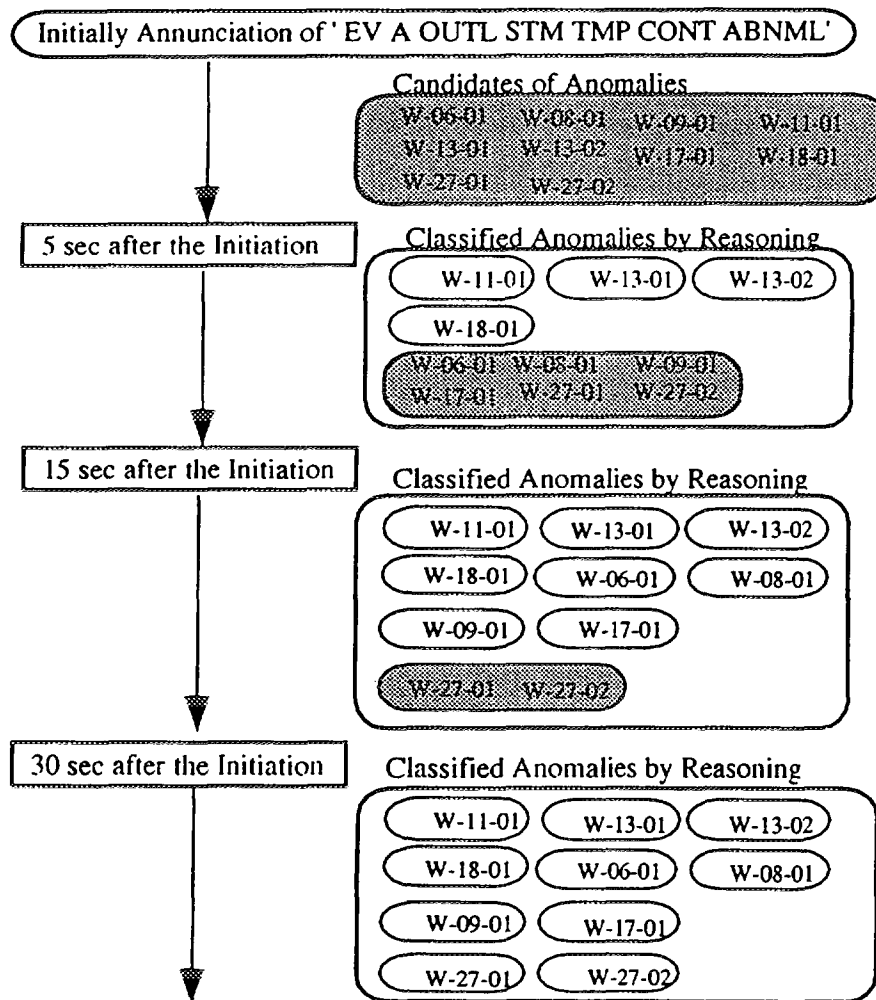 Initially Annunciation of ' EV A OUTL STM TMP CONT ABNML'
Candidates of Anomalies
W-06-01 W-08-01 W-09-01 W-11-01
W-13-01 W-13-02 W-17-01 W-18-01
W-27-01 W-27-02
5 sec after the Initiation
Classified Anomalies by Reasoning
W-11-01 W-13-01 W-13-02
W-18-01
W-06-01 W-08-01 W-09-01
W-17-01 W-27-01 W-27-02
15 sec after the Initiation
Classified Anomalies by Reasoning
W-11-01 W-13-01 W-13-02
W-18-01 W-06-01 W-08-01
W-09-01 W-17-01
W-27-01 W-27-02
30 sec after the Initiation
Classified Anomalies by Reasoning
W-11-01 W-13-01 W-13-02
W-18-01 W-06-01 W-08-01
W-09-01 W-17-01
W-27-01 W-27-02